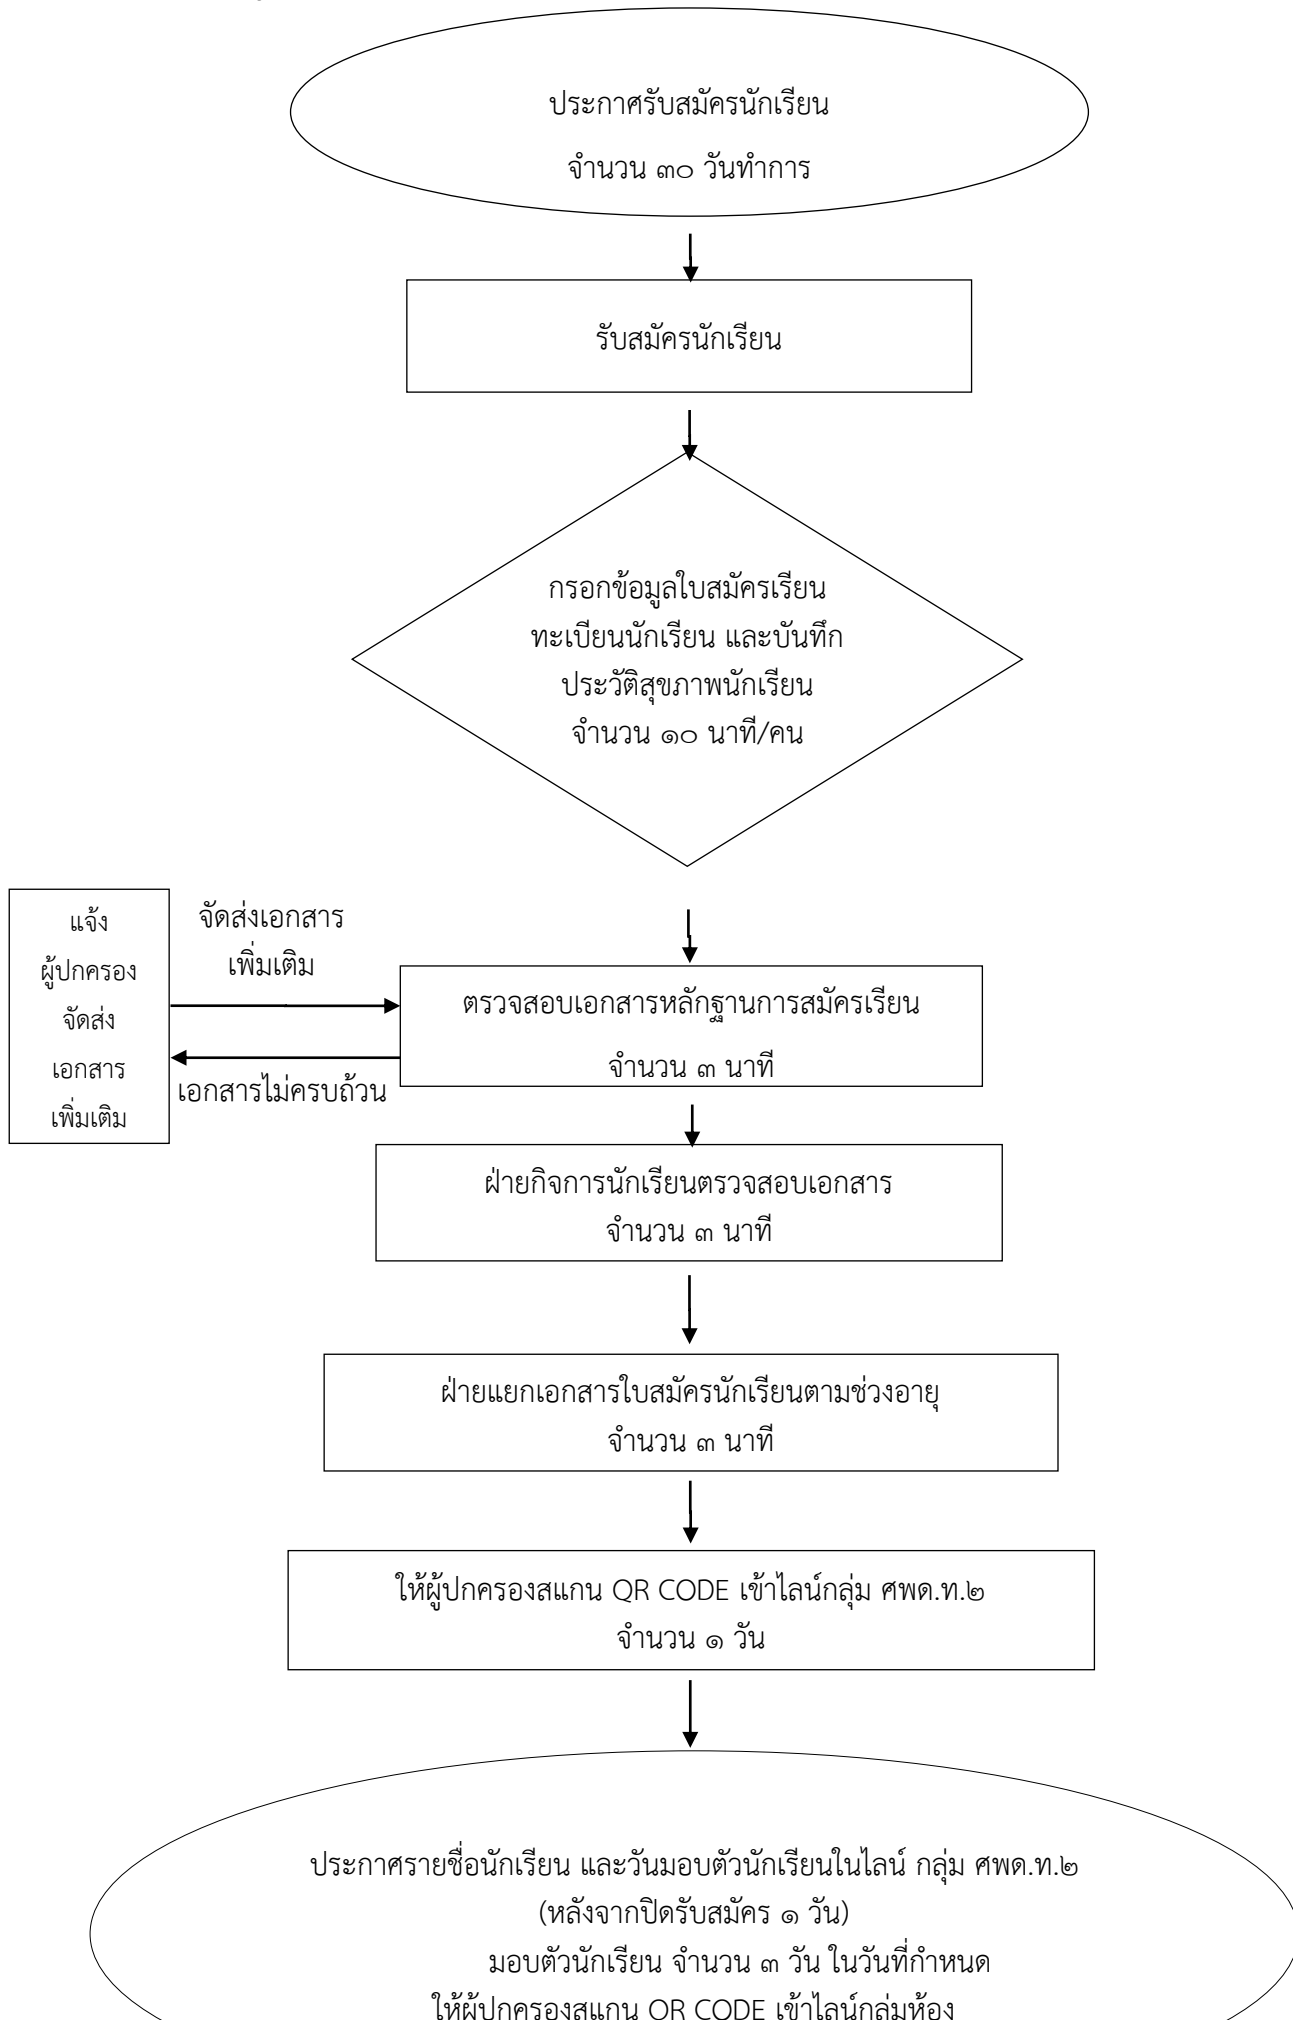 ประกาศรับสมัครนักเรียน
จำนวน ๓๐ วันทำการ
รับสมัครนักเรียน
กรอกข้อมูลใบสมัครเรียน
ทะเบียนนักเรียน และบันทึก
ประวัติสุขภาพนักเรียน
จำนวน ๑๐ นาที/คน
แจ้ง
ผู้ปกครอง
จัดส่ง
เอกสาร
เพิ่มเติม
จัดส่งเอกสาร
เพิ่มเติม
เอกสารไม่ครบถ้วน
ตรวจสอบเอกสารหลักฐานการสมัครเรียน
จำนวน ๓ นาที
ฝ่ายกิจการนักเรียนตรวจสอบเอกสาร
จำนวน ๓ นาที
ฝ่ายแยกเอกสารใบสมัครนักเรียนตามช่วงอายุ
จำนวน ๓ นาที
ให้ผู้ปกครองสแกน QR CODE เข้าไลน์กลุ่ม ศพด.ท.๒
จำนวน ๑ วัน
ประกาศรายชื่อนักเรียน และวันมอบตัวนักเรียนในไลน์ กลุ่ม ศพด.ท.๒
(หลังจากปิดรับสมัคร ๑ วัน)
มอบตัวนักเรียน จำนวน ๓ วัน ในวันที่กำหนด
ให้ผู้ปกครองสแกน QR CODE เข้าไลน์กลุ่มห้อง